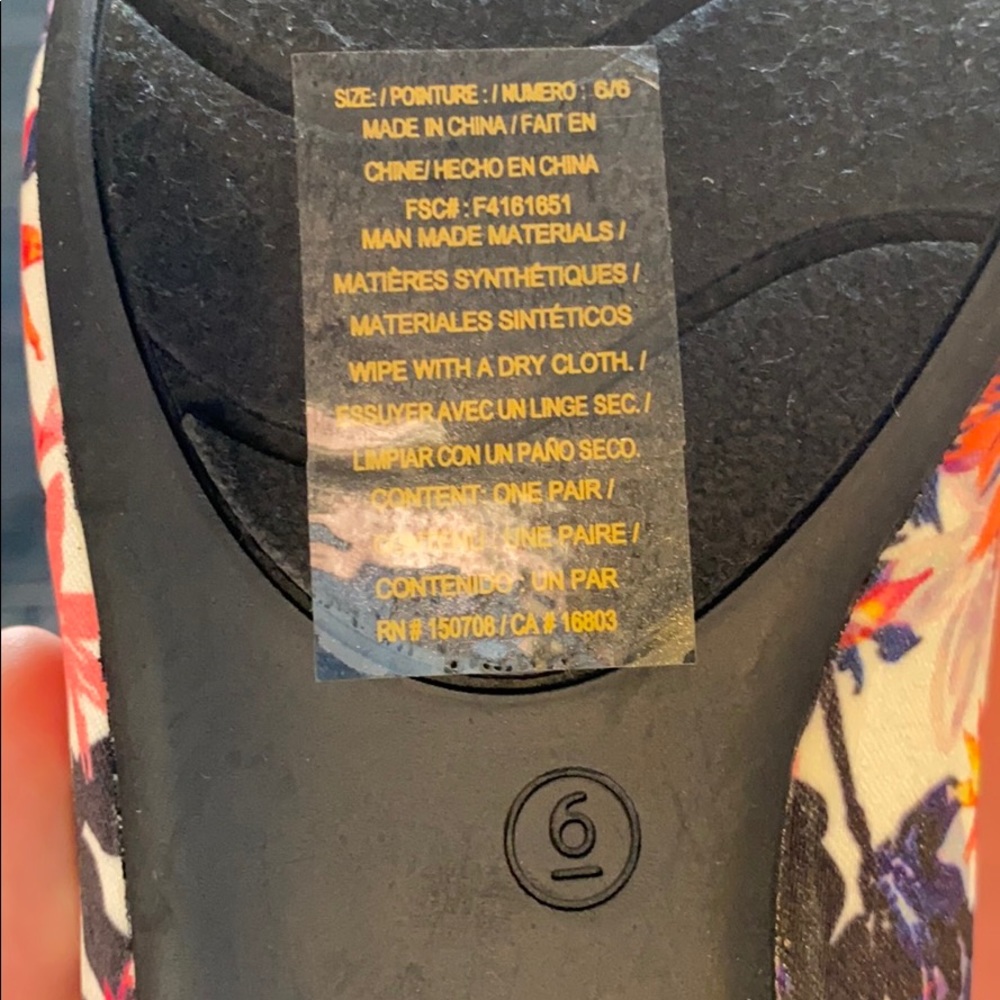 SIZE: / POINTURE : / NUMERO : 6/6
MADE IN CHINA / FAIT EN
CHINE/ HECHO EN CHINA
FSC# : F4161651
MAN MADE MATERIALS /
MATIÈRES SYNTHÉTIQUES /
MATERIALES SINTÉTICOS
WIPE WITH A DRY CLOTH. /
ESSUYER AVEC UN LINGE SEC. /
LIMPIAR CON UN PAÑO SECO.
CONTENT: ONE PAIR /
CONTENU : UNE PAIRE /
CONTENIDO : UN PAR
RN # 150708 / CA # 16803
6